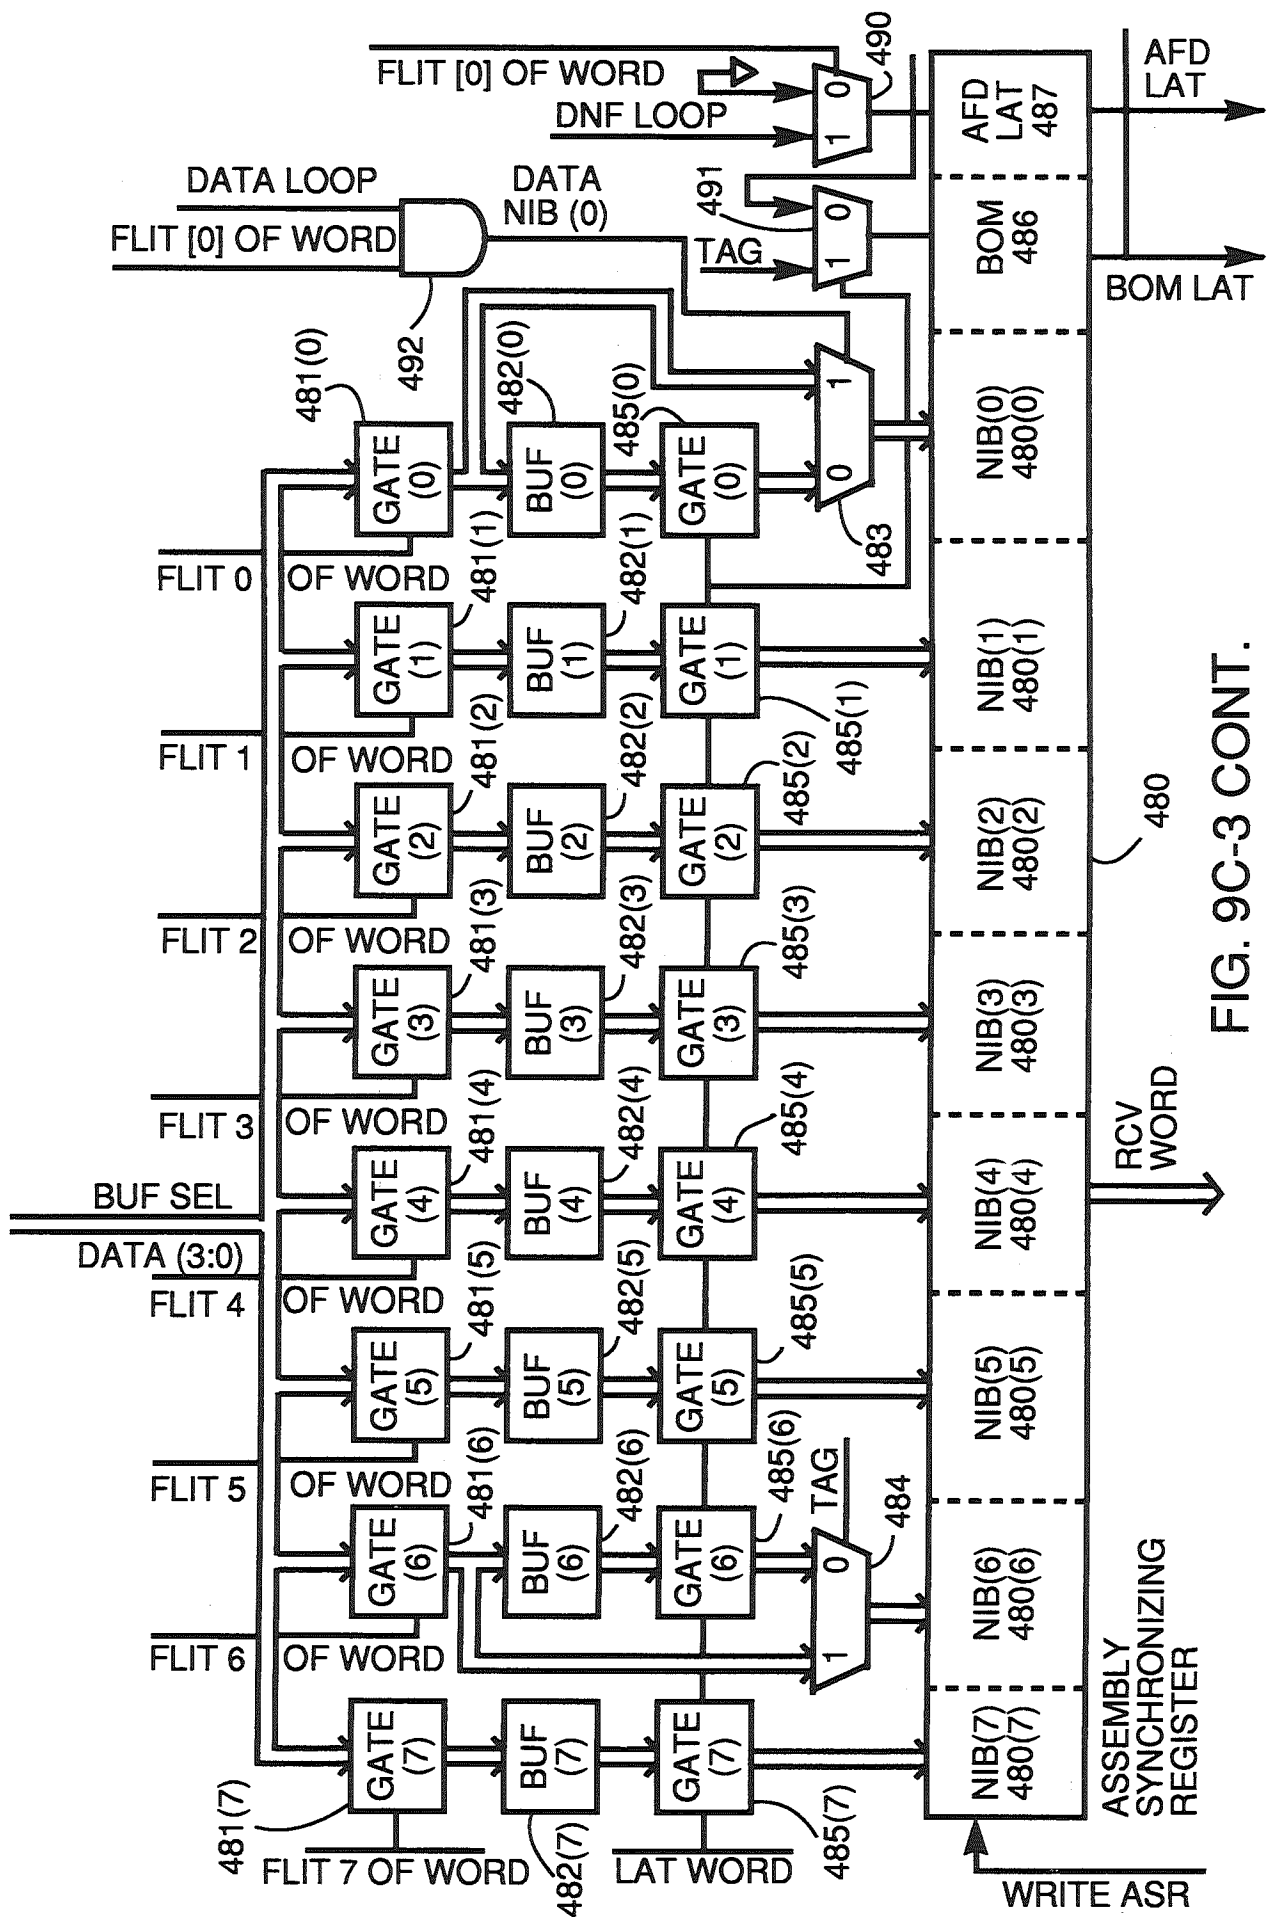 FLIT [0] OF WORD
DNF LOOP
0
1
490
AFD
LAT
DATA LOOP
FLIT [0] OF WORD
492
DATA
NIB (0)
491
TAG
0
1
BOM LAT
481(0)
482(0)
485(0)
1
0
483
FLIT 0
OF WORD
GATE
(0)
BUF
(0)
GATE
(0)
FLIT 1
OF WORD
GATE
(1)
481(1)
BUF
(1)
482(1)
GATE
(1)
485(1)
FLIT 2
OF WORD
GATE
(2)
481(2)
BUF
(2)
482(2)
GATE
(2)
485(2)
FLIT 3
OF WORD
GATE
(3)
481(3)
BUF
(3)
482(3)
GATE
(3)
485(3)
BUF SEL
DATA (3:0)
FLIT 4
OF WORD
GATE
(4)
481(4)
BUF
(4)
482(4)
GATE
(4)
485(4)
FLIT 5
OF WORD
GATE
(5)
481(5)
BUF
(5)
482(5)
GATE
(5)
485(5)
FLIT 6
OF WORD
GATE
(6)
481(6)
BUF
(6)
482(6)
GATE
(6)
485(6)
TAG
0
1
484
GATE
(7)
481(7)
BUF
(7)
482(7)
GATE
(7)
485(7)
FLIT 7 OF WORD
LAT WORD
WRITE ASR
AFD
LAT
487
BOM
486
NIB(0)
480(0)
NIB(1)
480(1)
NIB(2)
480(2)
NIB(3)
480(3)
NIB(4)
480(4)
NIB(5)
480(5)
NIB(6)
480(6)
NIB(7)
480(7)
480
RCV
WORD
ASSEMBLY
SYNCHRONIZING
REGISTER
FIG. 9C-3 CONT.